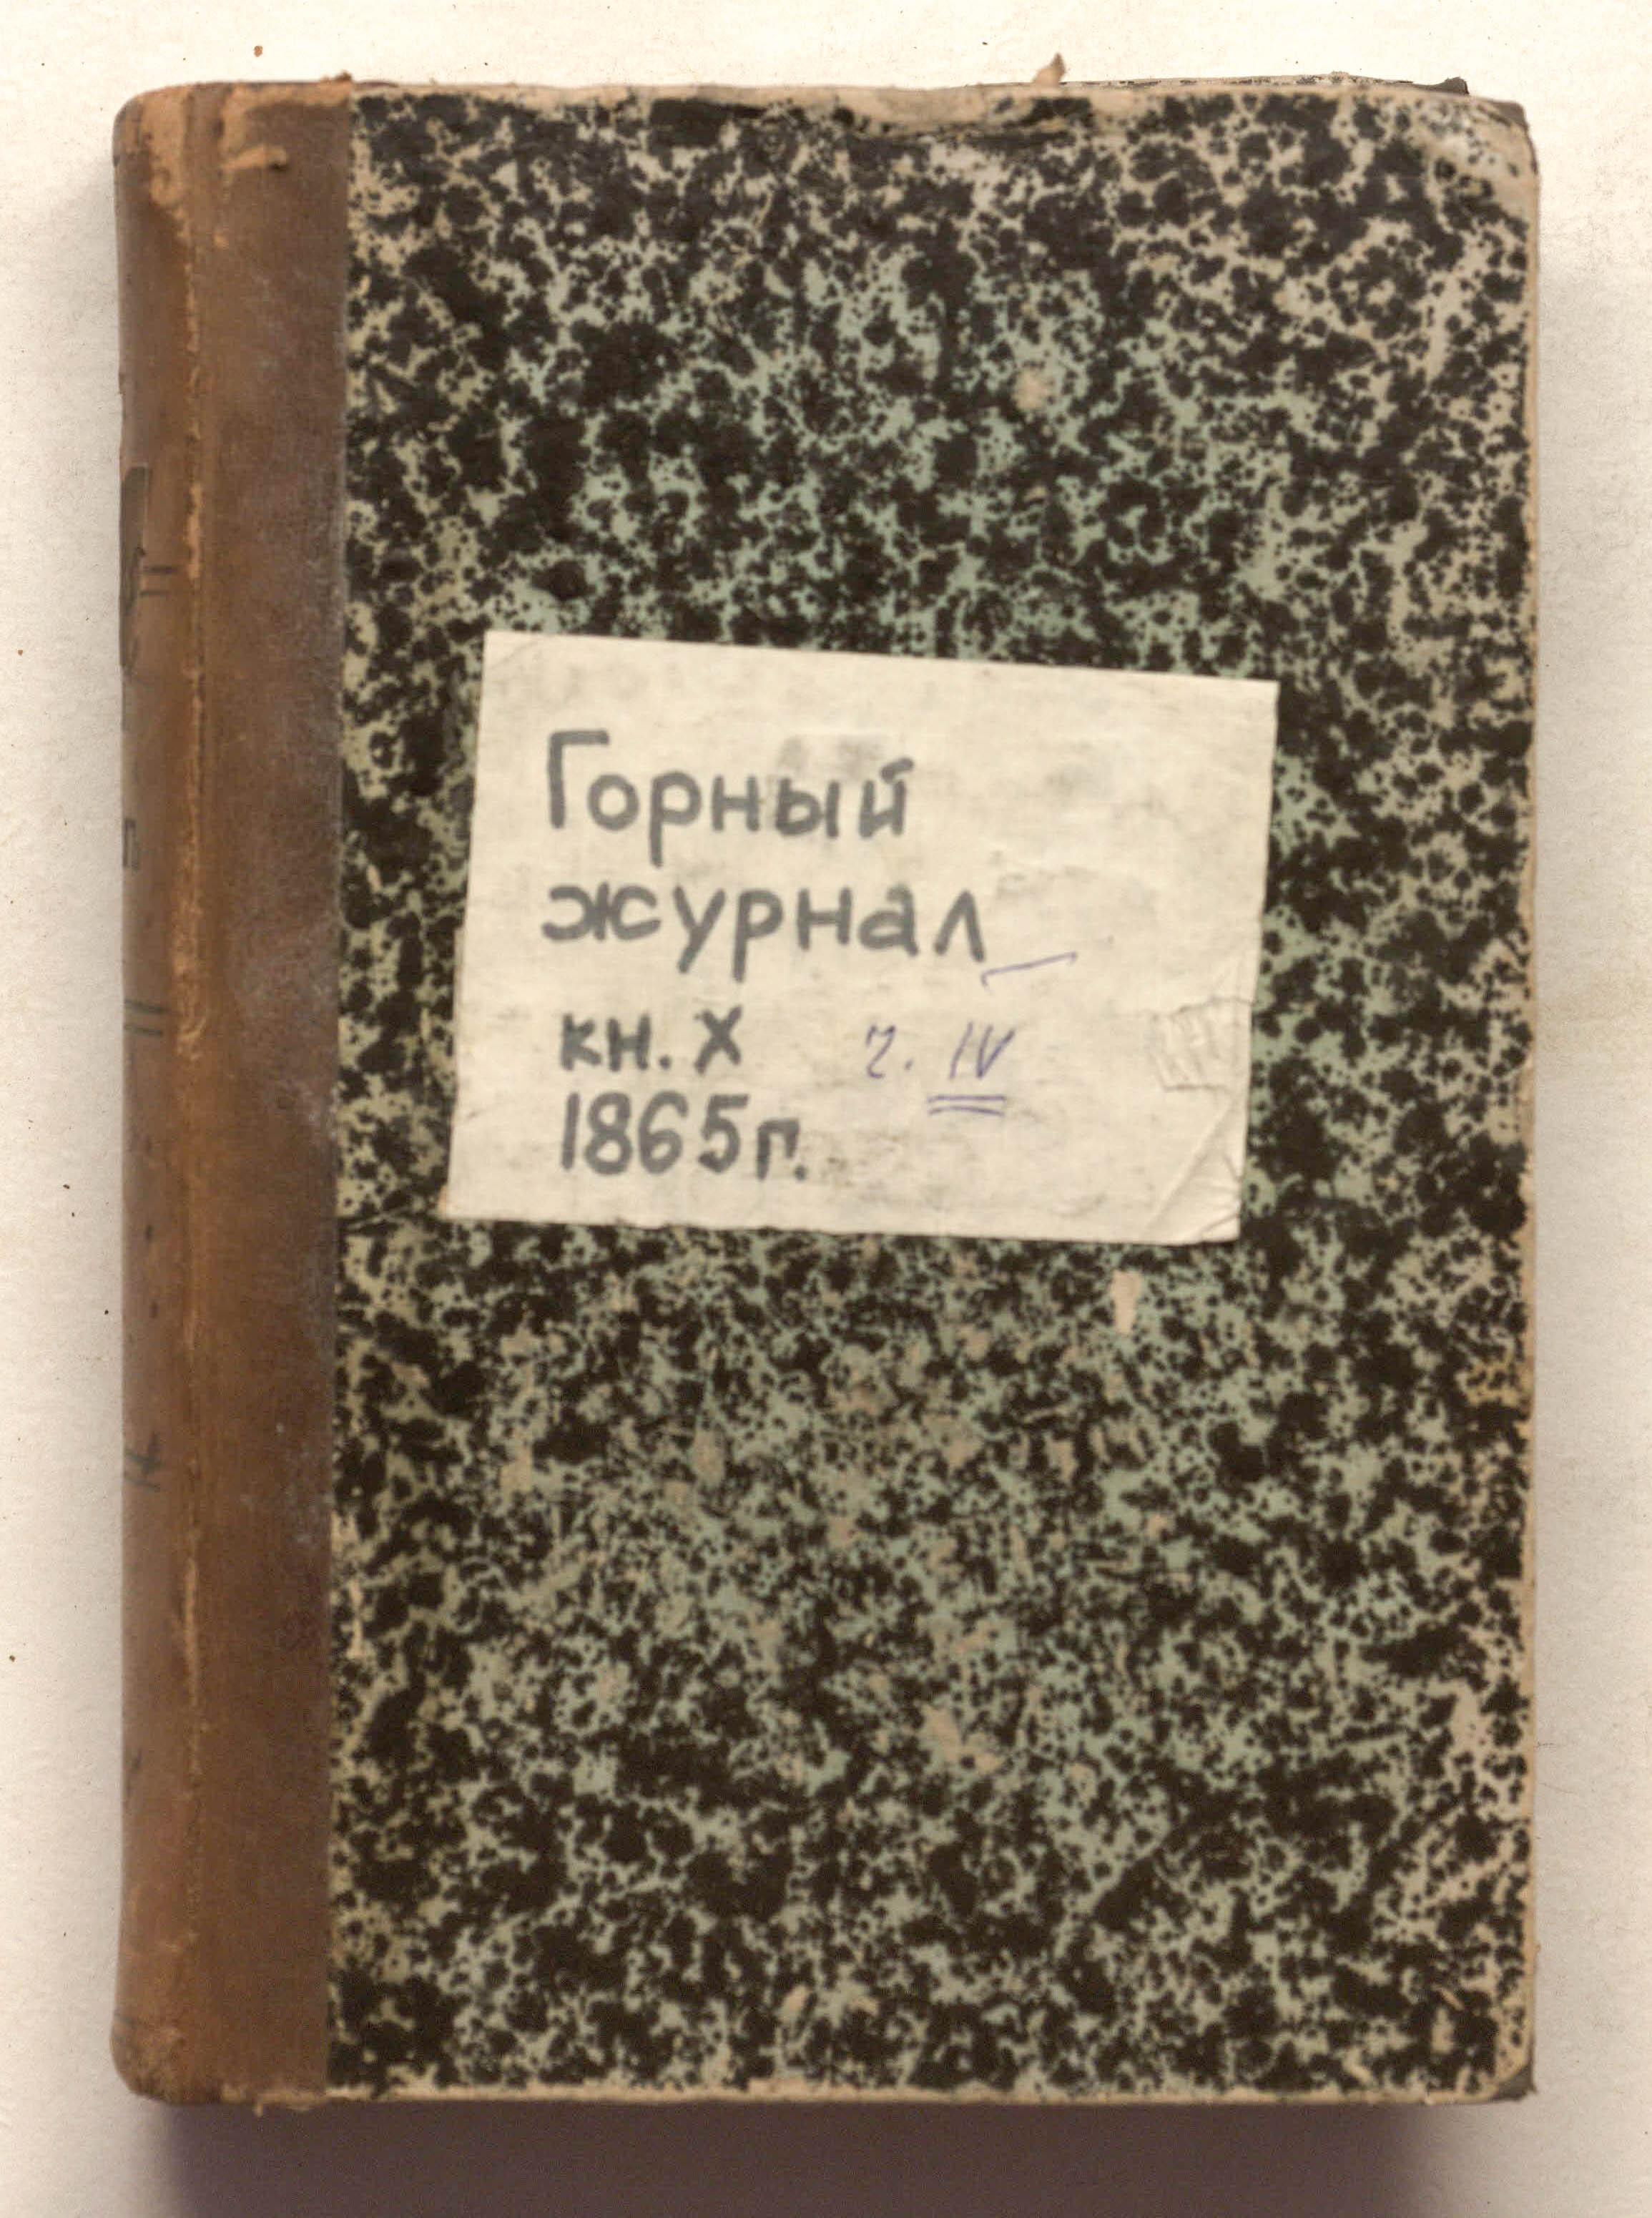 Горный
журнал
кн. X ч. IV
1865 г.